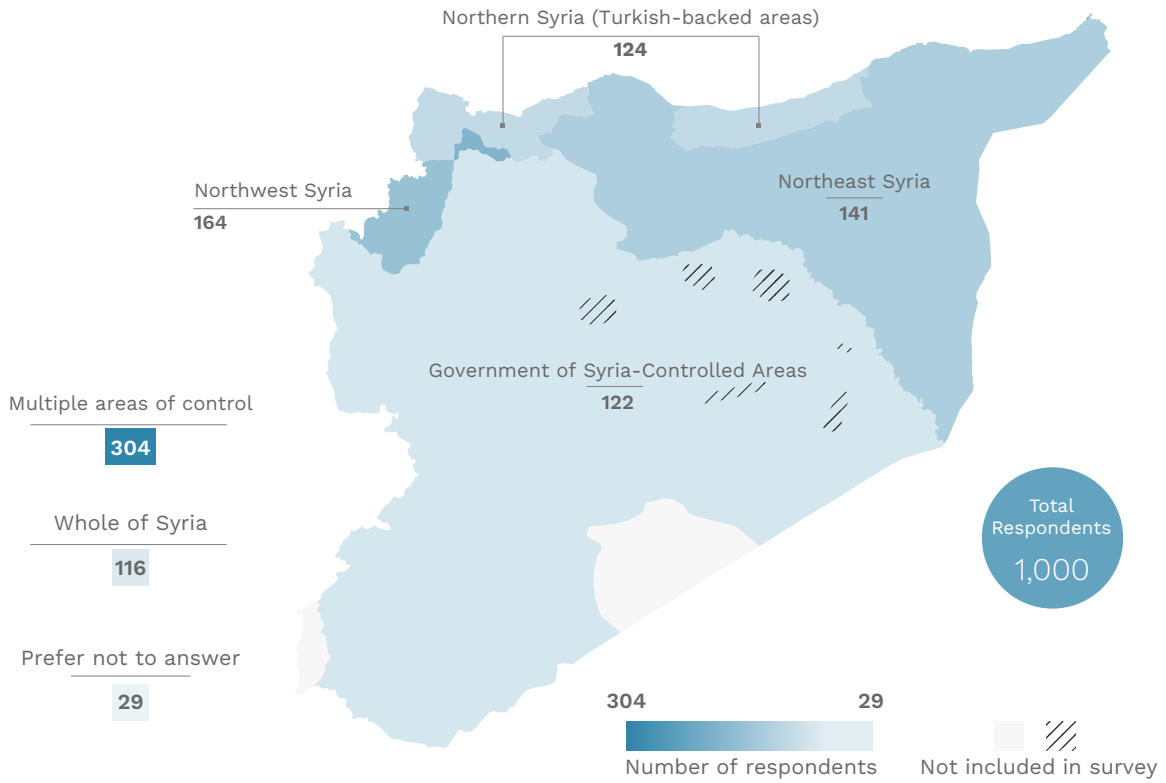 Northern Syria (Turkish-backed areas)
124
Northwest Syria
164
Northeast Syria
141
Government of Syria-Controlled Areas
122
Multiple areas of control
304
Whole of Syria
116
Prefer not to answer
29
Total
Respondents
1,000
304 29
Number of respondents
Not included in survey